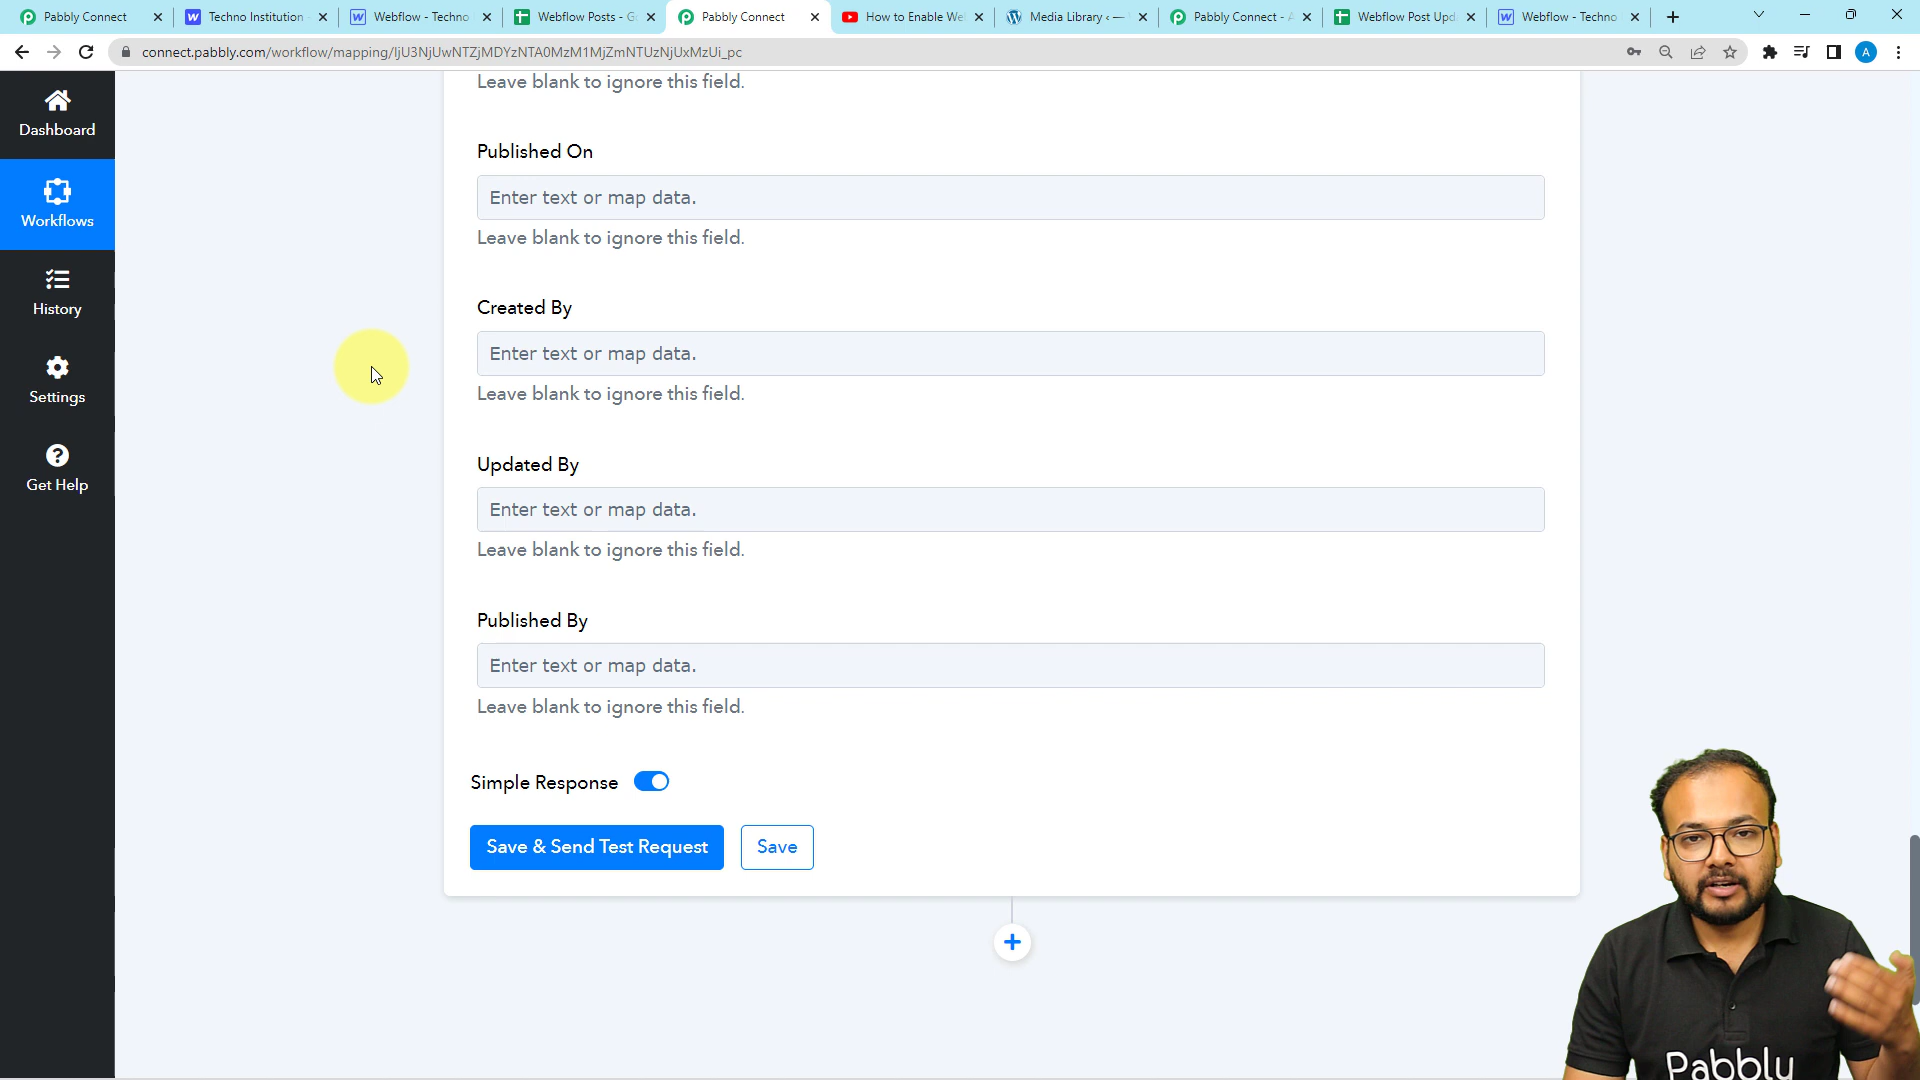 Pabbly Connect
Techno Institution
Webflow - Techno
Webflow Posts - Go
Pabbly Connect
How to Enable We
Media Library ‹ —
Pabbly Connect - A
Webflow Post Upd
Webflow - Techno
connect.pabbly.com/workflow/mapping/IjU3NjUwNTZjMDYzNTA0MzM1MjZmNTUzNjUxMzUi_pc
A
Dashboard
Workflows
History
Settings
Get Help
Leave blank to ignore this field.
Published On
Enter text or map data.
Leave blank to ignore this field.
Created By
Enter text or map data.
Leave blank to ignore this field.
Updated By
Enter text or map data.
Leave blank to ignore this field.
Published By
Enter text or map data.
Leave blank to ignore this field.
Simple Response
Save & Send Test Request
Save
Pabbly